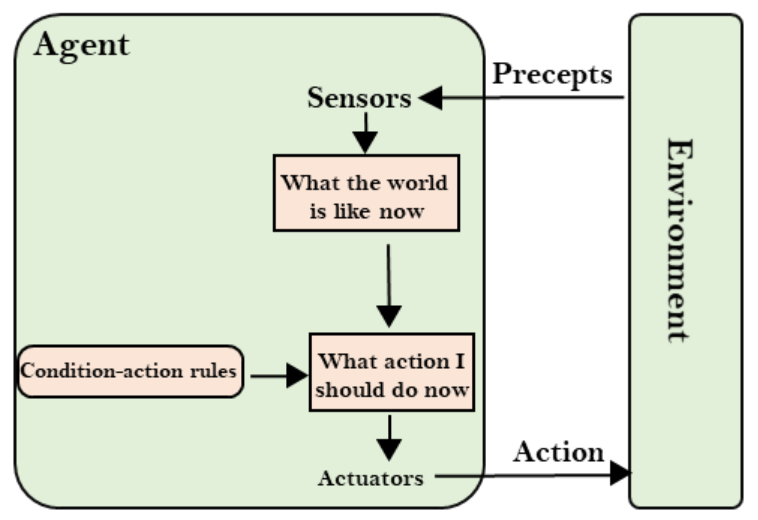 Agent
Precepts
Sensors
What the world
is like now
Environment
Condition-action rules
What action I
should do now
Action
Actuators